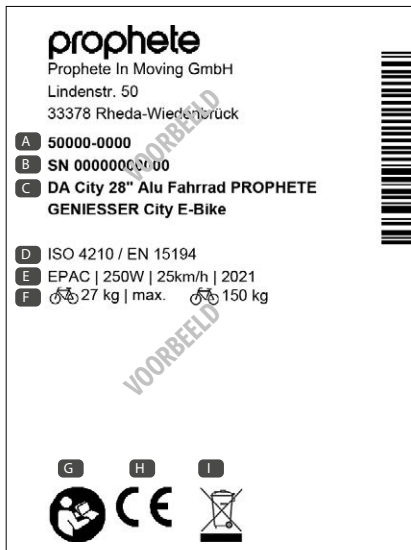 prophete
Prophete In Moving GmbH
Lindenstr. 50
33378 Rheda-Wiedenbrück
VOORBEELD
A 50000-0000
B SN 00000000000
C DA City 28" Alu Fahrrad PROPHETE
GENIESSER City E-Bike
D ISO 4210 / EN 15194
E EPAC | 250W | 25km/h | 2021
F 27 kg | max. 150 kg
VOORBEELD
G H I
CE